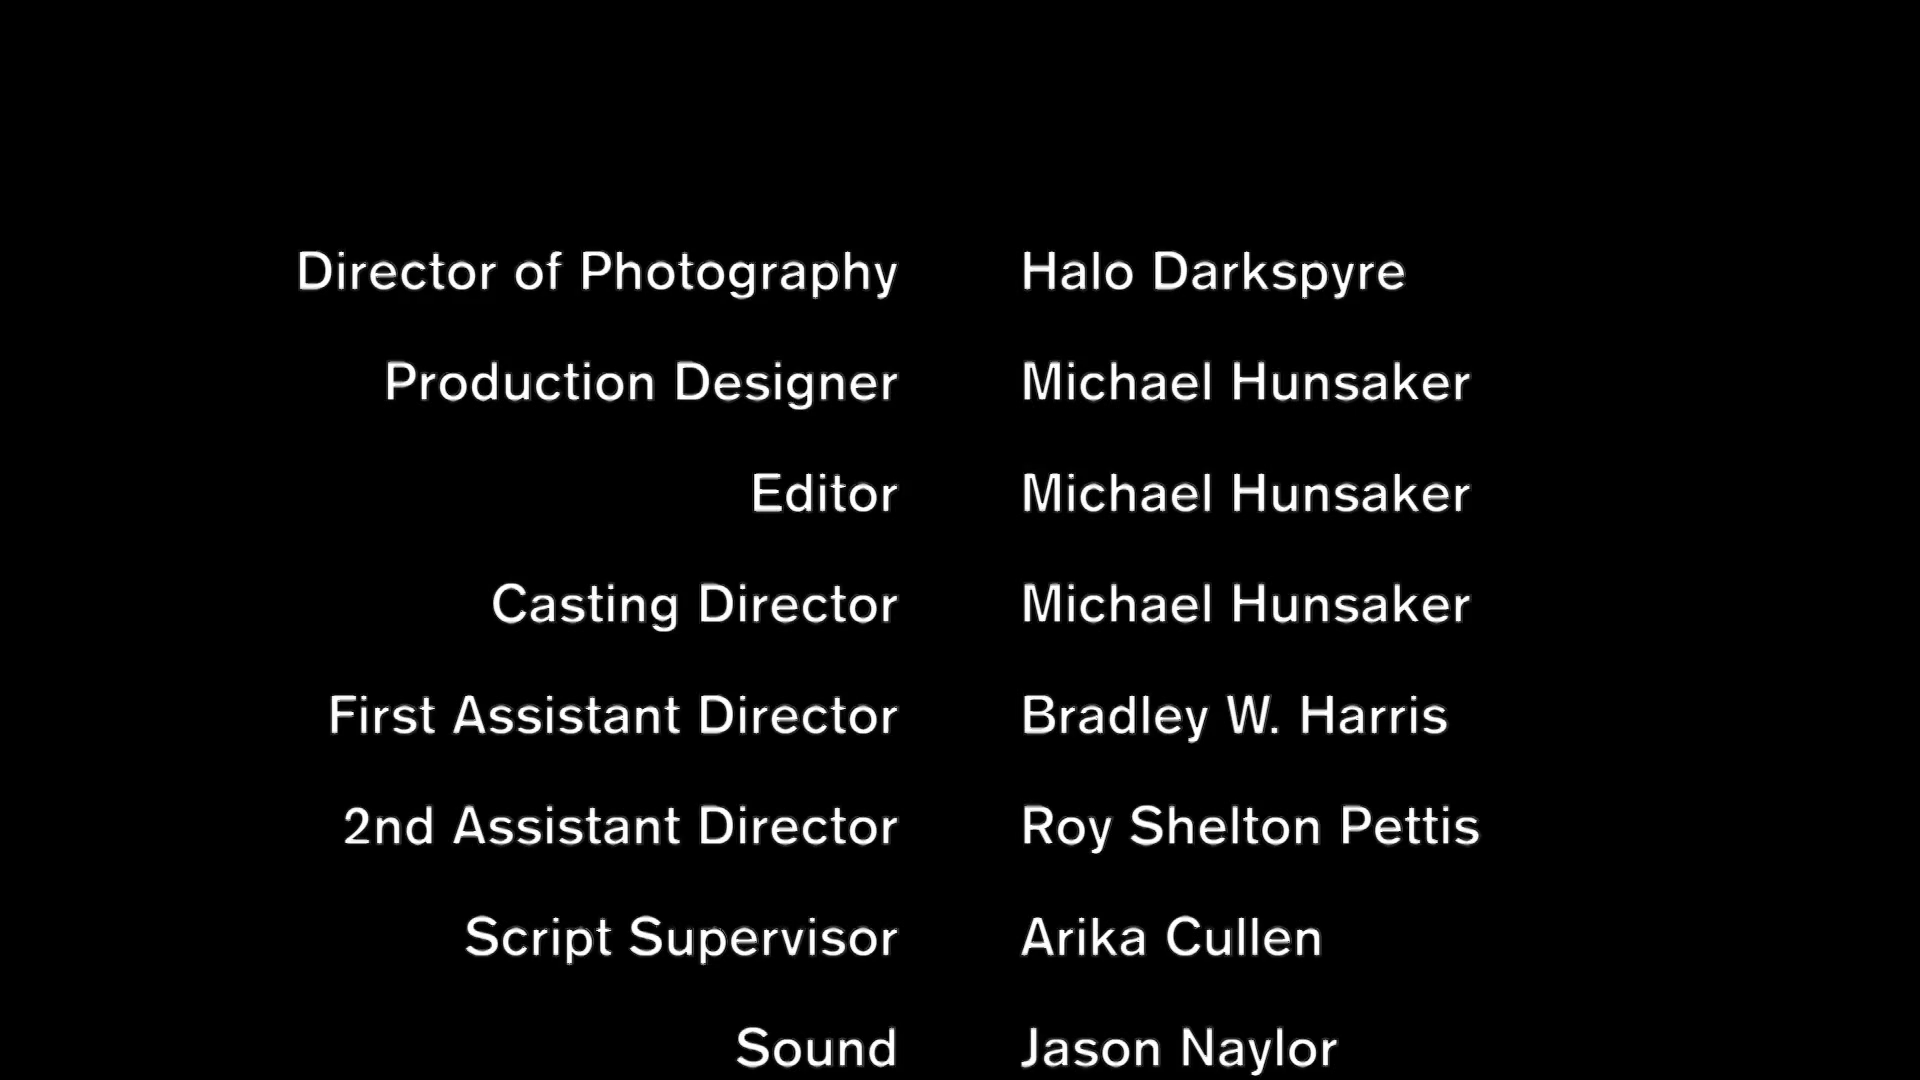 Director of Photography Halo Darkspyre
Production Designer Michael Hunsaker
Editor Michael Hunsaker
Casting Director Michael Hunsaker
First Assistant Director Bradley W. Harris
2nd Assistant Director Roy Shelton Pettis
Script Supervisor Arika Cullen
Sound Jason Naylor